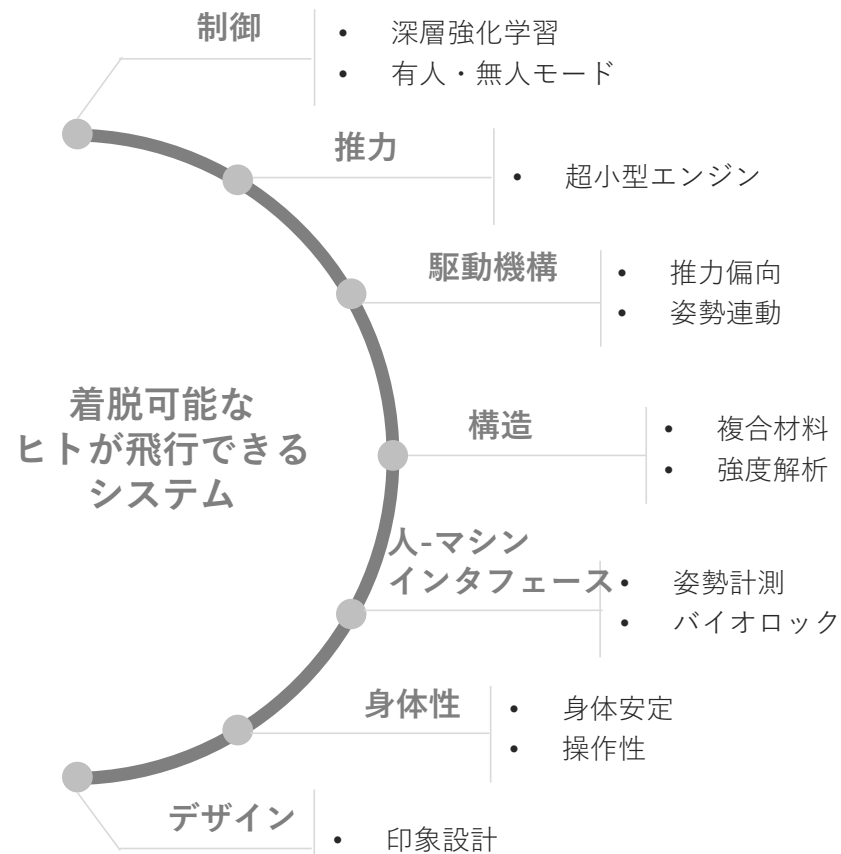 制御
• 深層強化学習
• 有人・無人モード
推力
• 超小型エンジン
駆動機構
• 推力偏向
• 姿勢連動
着脱可能な
ヒトが飛行できる
システム
構造
• 複合材料
• 強度解析
人-マシン
インタフェース
• 姿勢計測
• バイオロック
身体性
• 身体安定
• 操作性
デザイン
• 印象設計